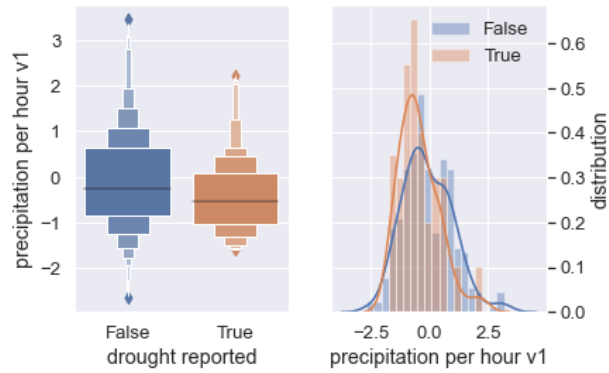 precipitation per hour v1
3
2
1
0
−1
−2
False
True
drought reported
False
True
0.6
0.5
0.4
0.3
0.2
0.1
0.0
distribution
−2.5
0.0
2.5
precipitation per hour v1